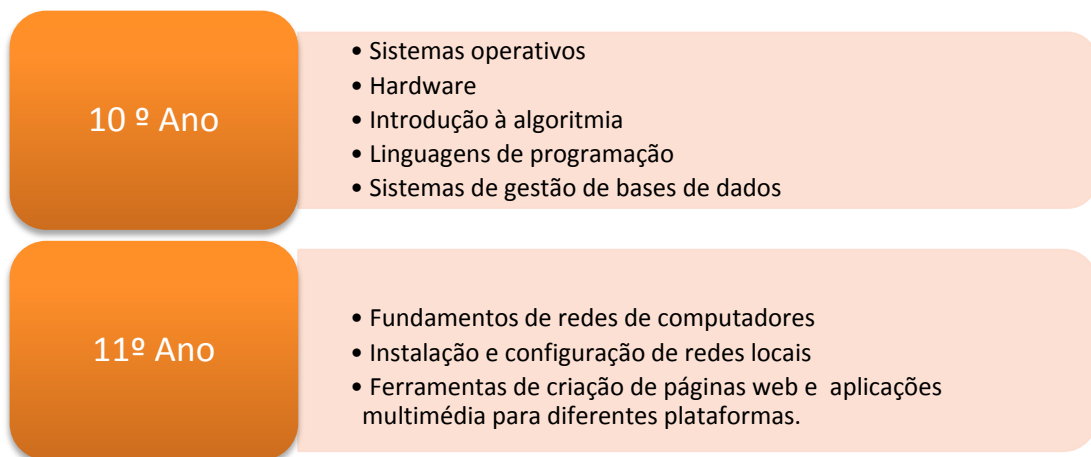 10 º Ano
• Sistemas operativos
• Hardware
• Introdução à algoritmia
• Linguagens de programação
• Sistemas de gestão de bases de dados
11º Ano
• Fundamentos de redes de computadores
• Instalação e configuração de redes locais
• Ferramentas de criação de páginas web e aplicações
multimédia para diferentes plataformas.